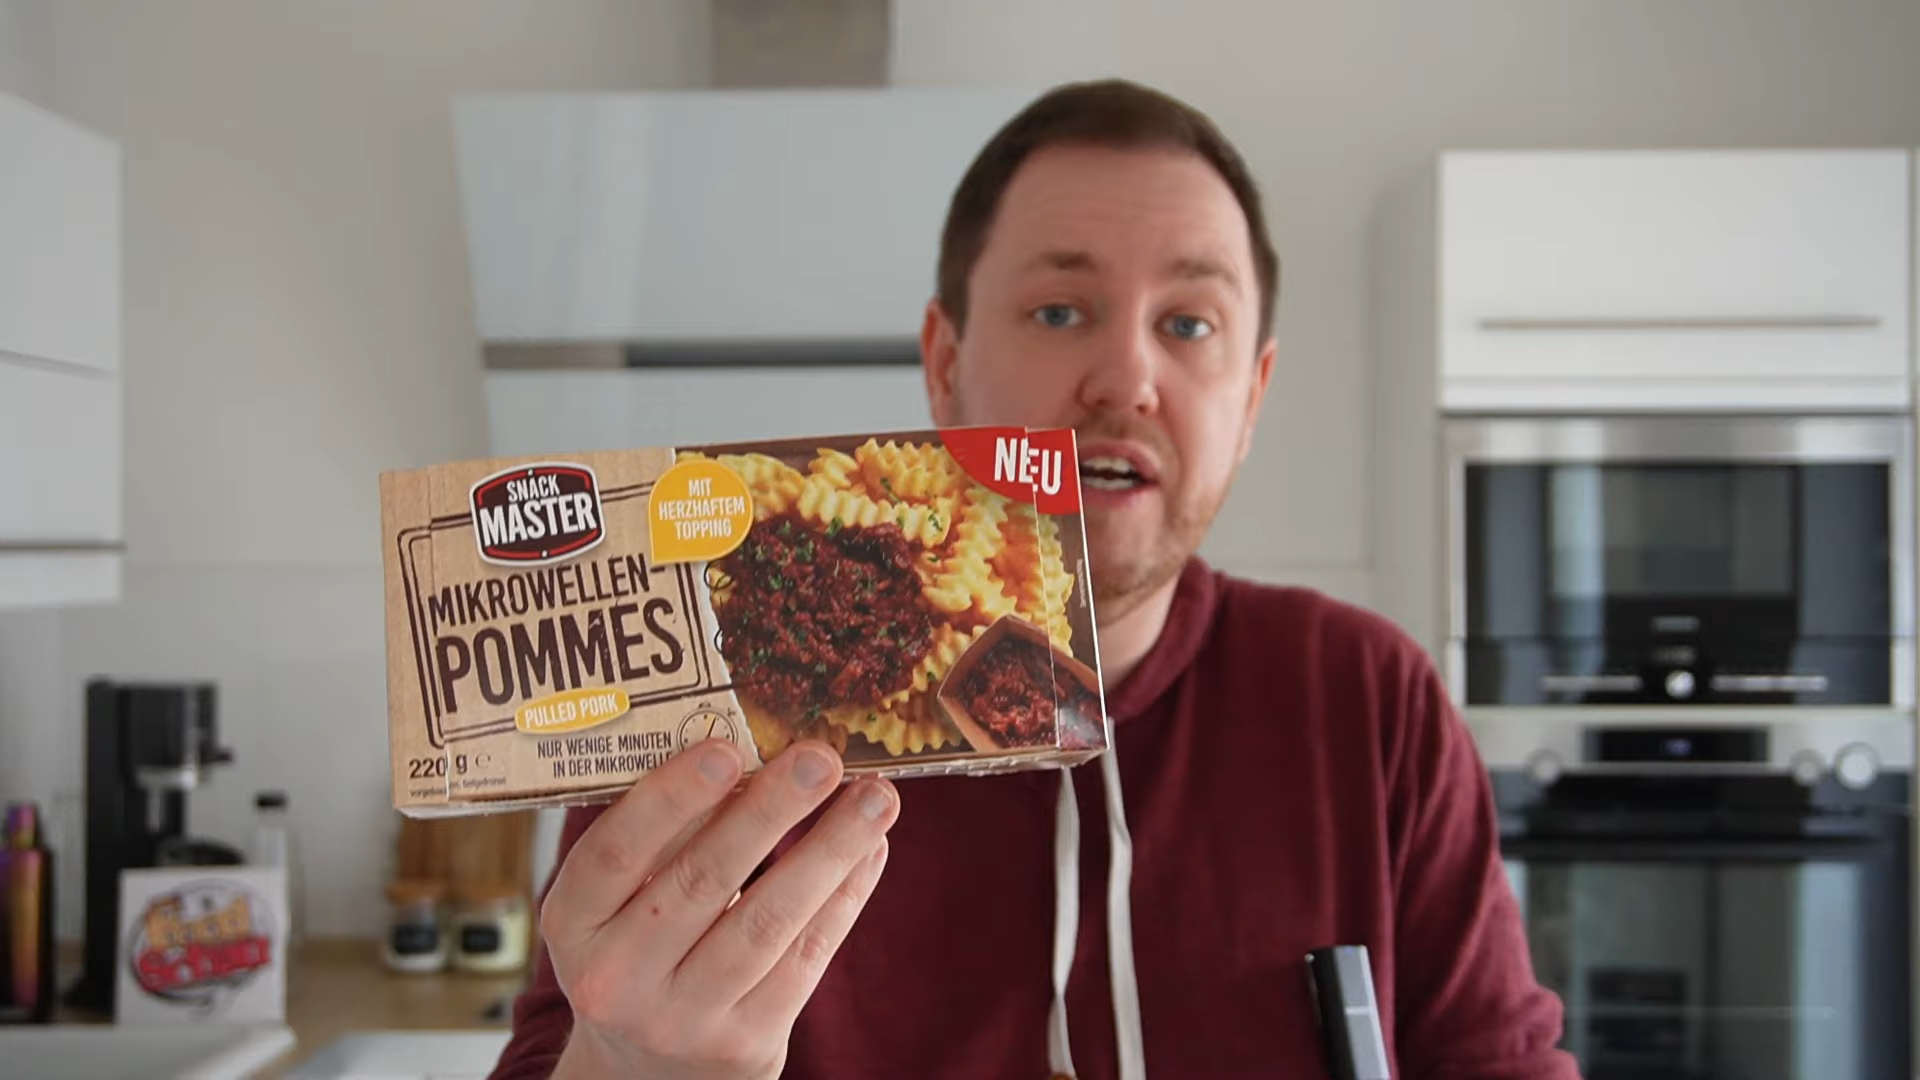 SNACK
MASTER
MIT
HERZHAFTEM
TOPPING
NEU
MIKROWELLEN-
POMMES
PULLED PORK
NUR WENIGE MINUTEN
IN DER MIKROWELLE
220 g e